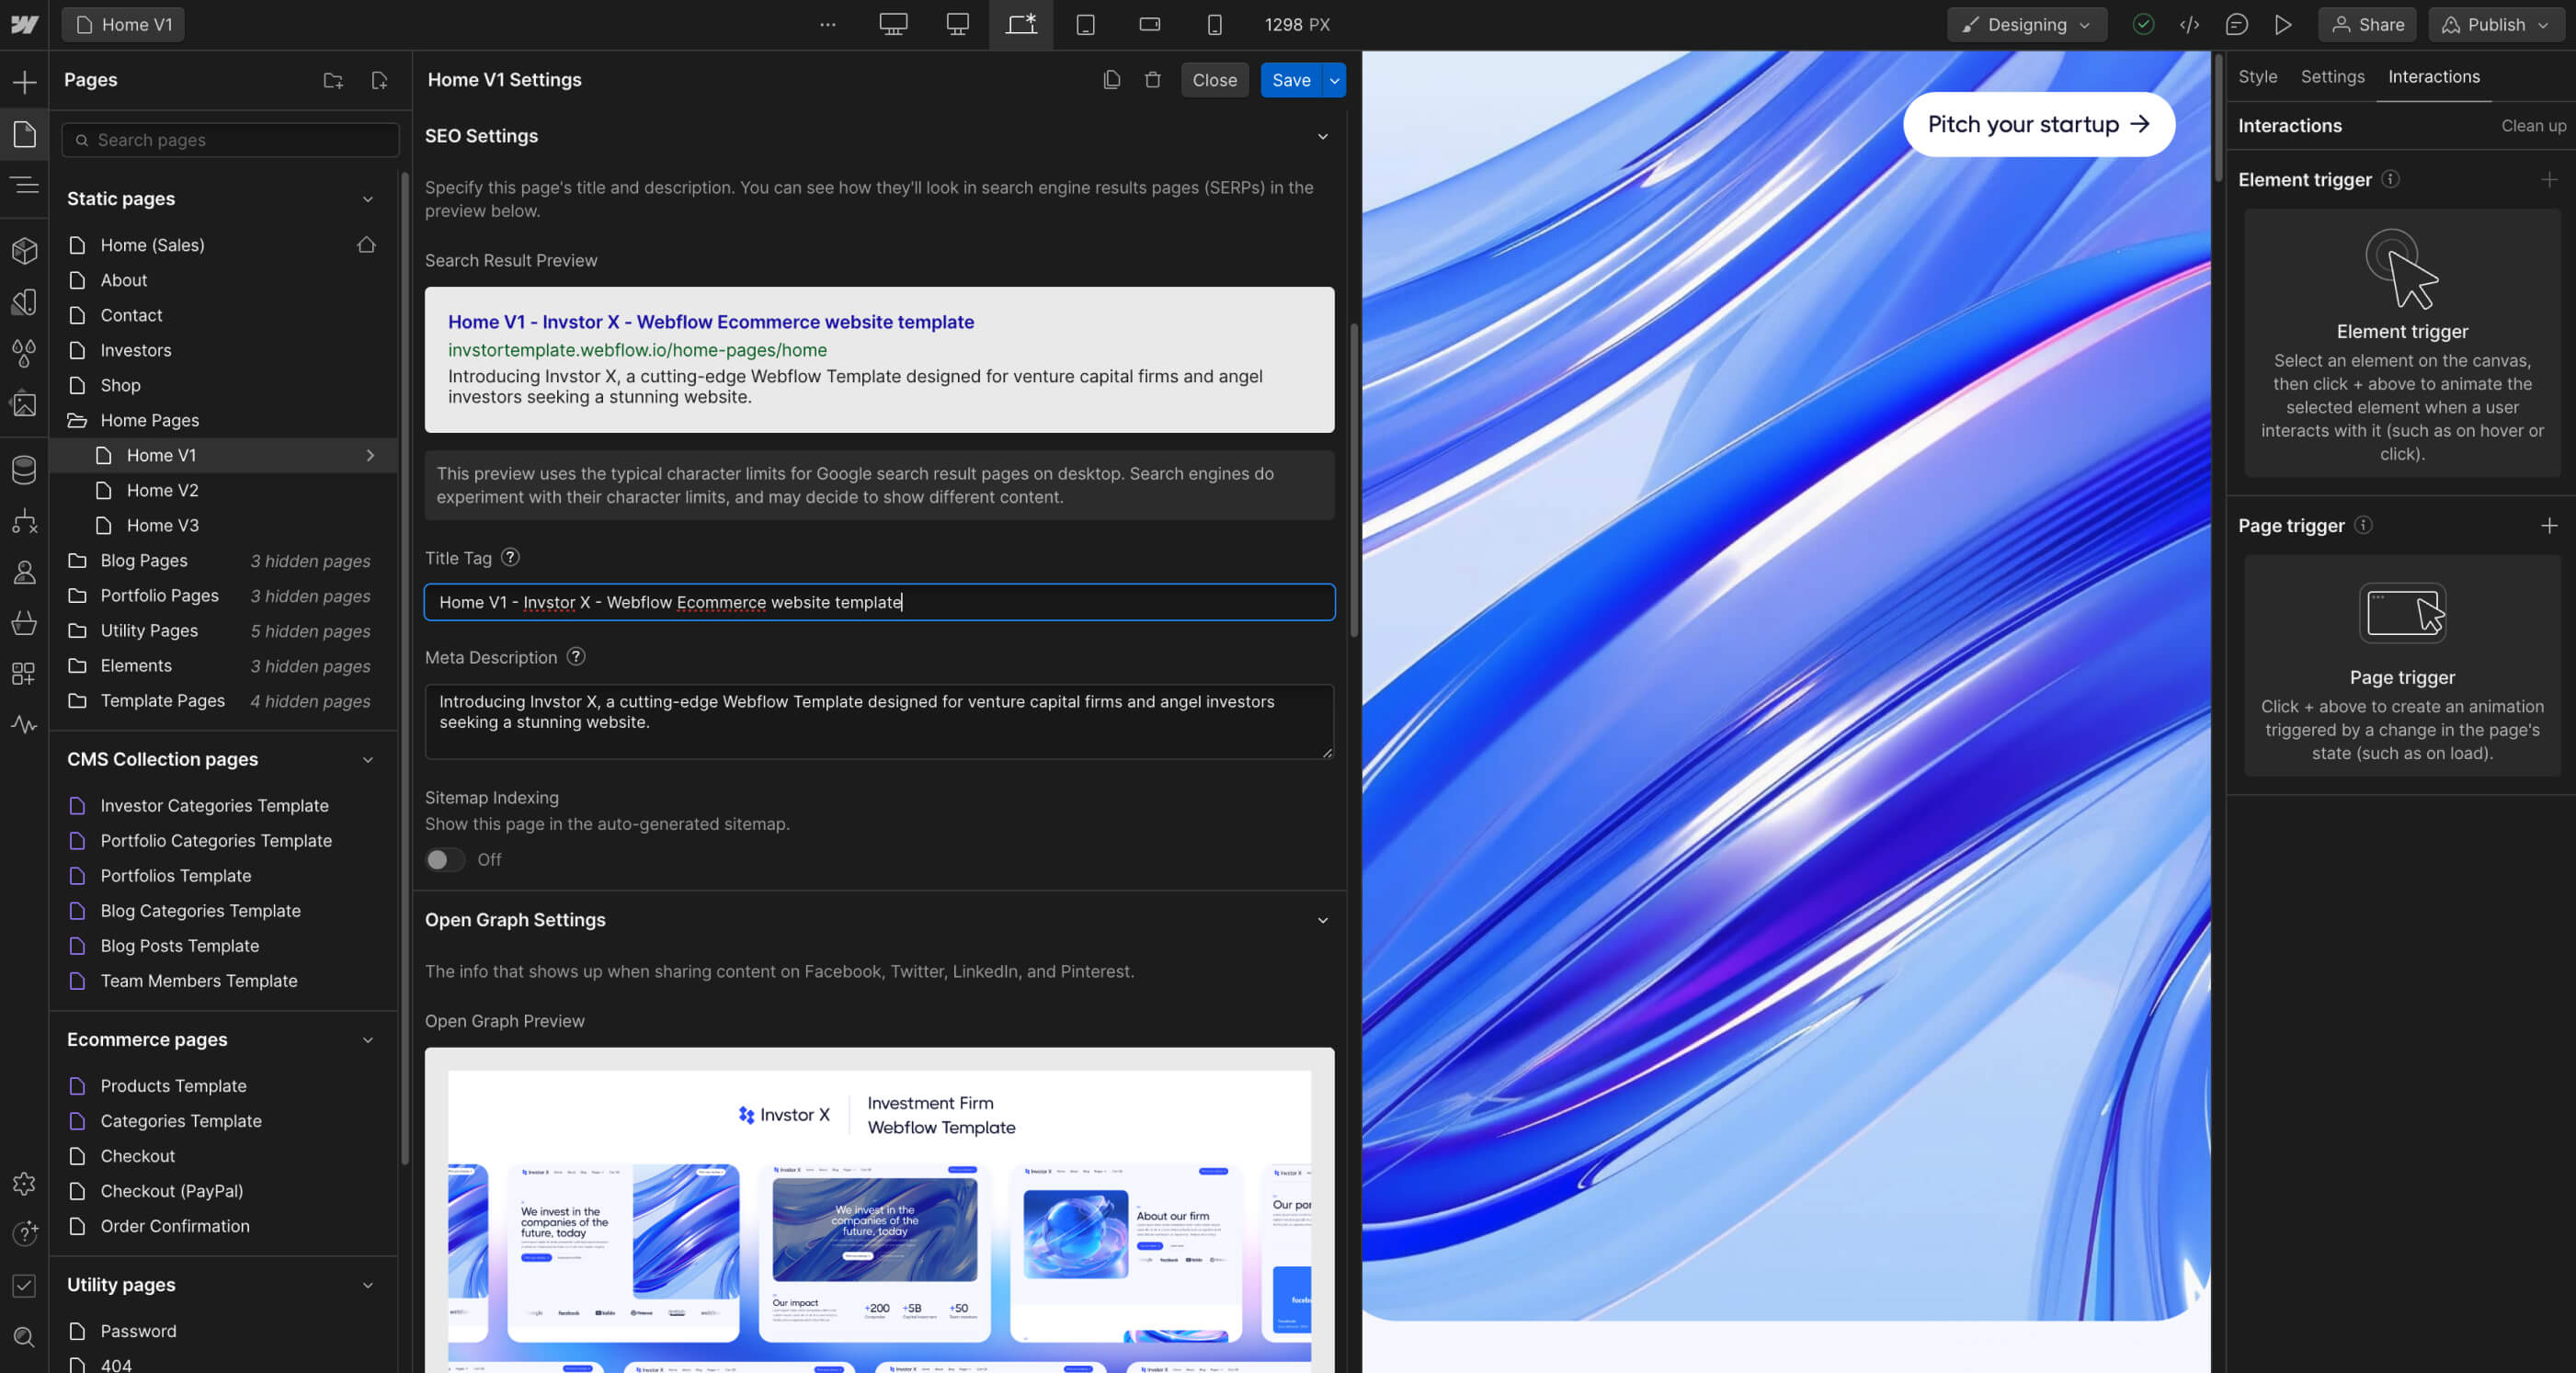 Home V1
1298 PX
Designing
Share
Publish
Pages
Search pages
Static pages
Home (Sales)
About
Contact
Investors
Shop
Home Pages
Home V1
Home V2
Home V3
Blog Pages 3 hidden pages
Portfolio Pages 3 hidden pages
Utility Pages 5 hidden pages
Elements 3 hidden pages
Template Pages 4 hidden pages
CMS Collection pages
Investor Categories Template
Portfolio Categories Template
Portfolios Template
Blog Categories Template
Blog Posts Template
Team Members Template
Ecommerce pages
Products Template
Categories Template
Checkout
Checkout (PayPal)
Order Confirmation
Utility pages
Password
404
Home V1 Settings
Close
Save
SEO Settings
Specify this page's title and description. You can see how they'll look in search engine results pages (SERPs) in the
preview below.
Search Result Preview
Home V1 - Invstor X - Webflow Ecommerce website template
invstortemplate.webflow.io/home-pages/home
Introducing Invstor X, a cutting-edge Webflow Template designed for venture capital firms and angel
investors seeking a stunning website.
This preview uses the typical character limits for Google search result pages on desktop. Search engines do
experiment with their character limits, and may decide to show different content.
Title Tag ?
Home V1 - Invstor X - Webflow Ecommerce website template
Meta Description ?
Introducing Invstor X, a cutting-edge Webflow Template designed for venture capital firms and angel investors
seeking a stunning website.
Sitemap Indexing
Show this page in the auto-generated sitemap.
Off
Open Graph Settings
The info that shows up when sharing content on Facebook, Twitter, LinkedIn, and Pinterest.
Open Graph Preview
Invstor X
Investment Firm
Webflow Template
We invest in the
companies of the
future, today
We invest in the
companies of the
future, today
Our impact
+200 +5B +50
About our firm
Our por
Pitch your startup →
Style Settings Interactions
Interactions Clean up
Element trigger
Element trigger
Select an element on the canvas,
then click + above to animate the
selected element when a user
interacts with it (such as on hover or
click).
Page trigger
Page trigger
Click + above to create an animation
triggered by a change in the page's
state (such as on load).